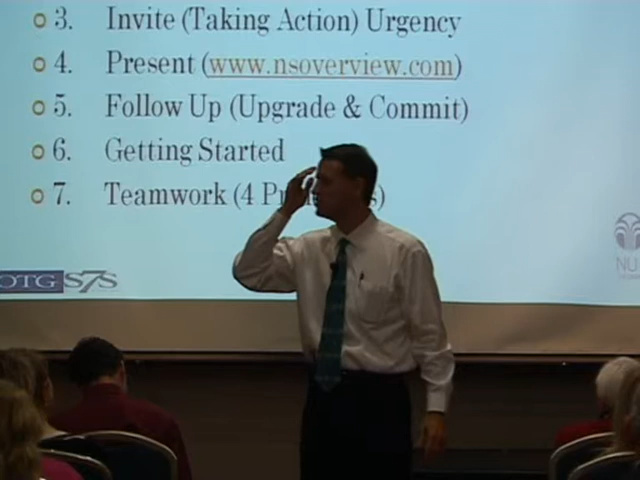 3. Invite (Taking Action) Urgency
4. Present (www.nsoverview.com)
5. Follow Up (Upgrade & Commit)
6. Getting Started
7. Teamwork (4 P s)
OTG S7S
NU